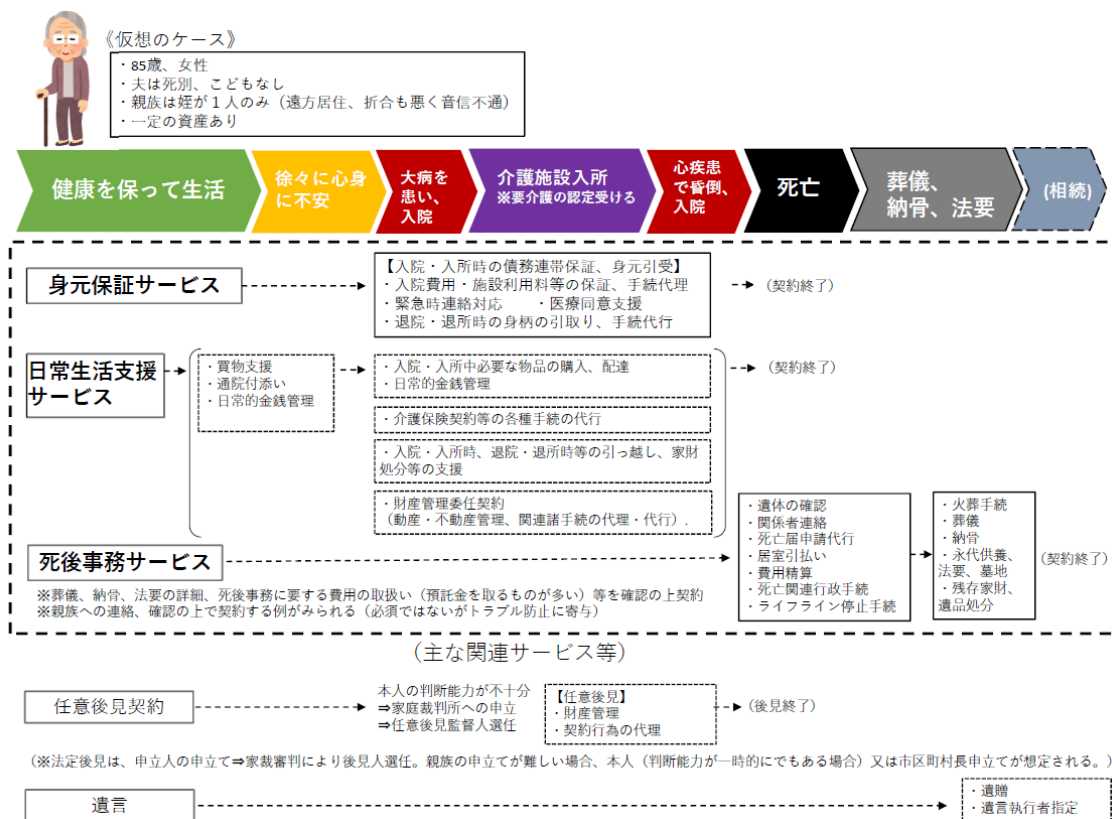 《仮想のケース》
・85歳、女性
・夫は死別、こどもなし
・親族は姪が１人のみ（遠方居住、折合も悪く音信不通）
・一定の資産あり
健康を保って生活
徐々に心身
に不安
大病を
患い、
入院
介護施設入所
※要介護の認定受ける
心疾患
で昏倒、
入院
死亡
葬儀、
納骨、法要
(相続)
身元保証サービス
【入院・入所時の債務連帯保証、身元引受】
・入院費用・施設利用料等の保証、手続代理
・緊急時連絡対応　　・医療同意支援
・退院・退所時の身柄の引取り、手続代行
（契約終了）
日常生活支援
サービス
・買物支援
・通院付添い
・日常的金銭管理
・入院・入所中必要な物品の購入、配達
・日常的金銭管理
（契約終了）
・介護保険契約等の各種手続の代行
・入院・入所時、退院・退所時等の引っ越し、家財
処分等の支援
・財産管理委任契約
（動産・不動産管理、関連諸手続の代理・代行）.
死後事務サービス
・遺体の確認
・関係者連絡
・死亡届申請代行
・居室引払い
・費用精算
・死亡関連行政手続
・ライフライン停止手続
・火葬手続
・葬儀
・納骨
・永代供養、
法要、墓地
・残存家財、
遺品処分
（契約終了）
※葬儀、納骨、法要の詳細、死後事務に要する費用の取扱い（預託金を取るものが多い）等を確認の上契約
※親族への連絡、確認の上で契約する例がみられる（必須ではないがトラブル防止に寄与）
（主な関連サービス等）
任意後見契約
本人の判断能力が不十分
⇒家庭裁判所への申立
⇒任意後見監督人選任
【任意後見】
・財産管理
・契約行為の代理
（後見終了）
（※法定後見は、申立人の申立て⇒家裁審判により後見人選任。親族の申立てが難しい場合、本人（判断能力が一時的にでもある場合）又は市区町村長申立てが想定される。）
遺言
・遺贈
・遺言執行者指定